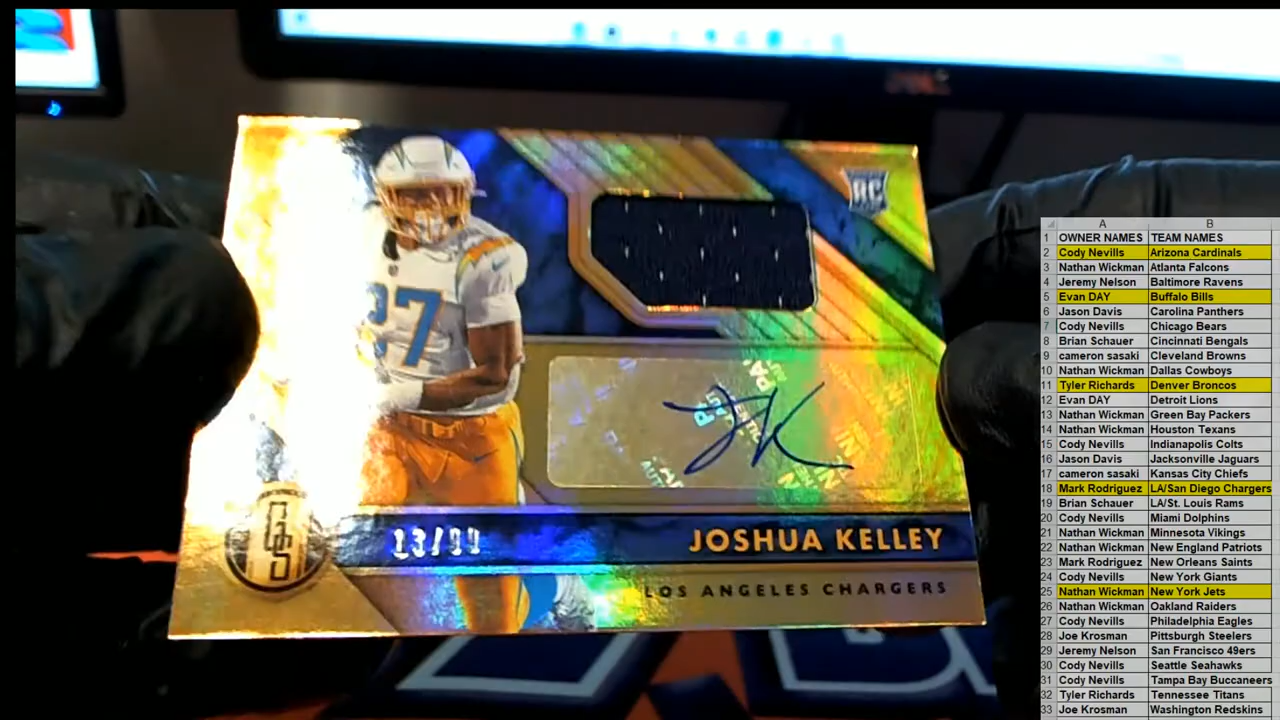 RC
27
13/99
JOSHUA KELLEY
LOS ANGELES CHARGERS
A B
1 OWNER NAMES TEAM NAMES
2 Cody Nevills Arizona Cardinals
3 Nathan Wickman Atlanta Falcons
4 Jeremy Nelson Baltimore Ravens
5 Evan DAY Buffalo Bills
6 Jason Davis Carolina Panthers
7 Cody Nevills Chicago Bears
8 Brian Schauer Cincinnati Bengals
9 cameron sasaki Cleveland Browns
10 Nathan Wickman Dallas Cowboys
11 Tyler Richards Denver Broncos
12 Evan DAY Detroit Lions
13 Nathan Wickman Green Bay Packers
14 Nathan Wickman Houston Texans
15 Cody Nevills Indianapolis Colts
16 Jason Davis Jacksonville Jaguars
17 cameron sasaki Kansas City Chiefs
18 Mark Rodriguez LA/San Diego Chargers
19 Brian Schauer LA/St. Louis Rams
20 Cody Nevills Miami Dolphins
21 Nathan Wickman Minnesota Vikings
22 Nathan Wickman New England Patriots
23 Mark Rodriguez New Orleans Saints
24 Cody Nevills New York Giants
25 Nathan Wickman New York Jets
26 Nathan Wickman Oakland Raiders
27 Cody Nevills Philadelphia Eagles
28 Joe Krosman Pittsburgh Steelers
29 Jeremy Nelson San Francisco 49ers
30 Cody Nevills Seattle Seahawks
31 Cody Nevills Tampa Bay Buccaneers
32 Tyler Richards Tennessee Titans
33 Joe Krosman Washington Redskins